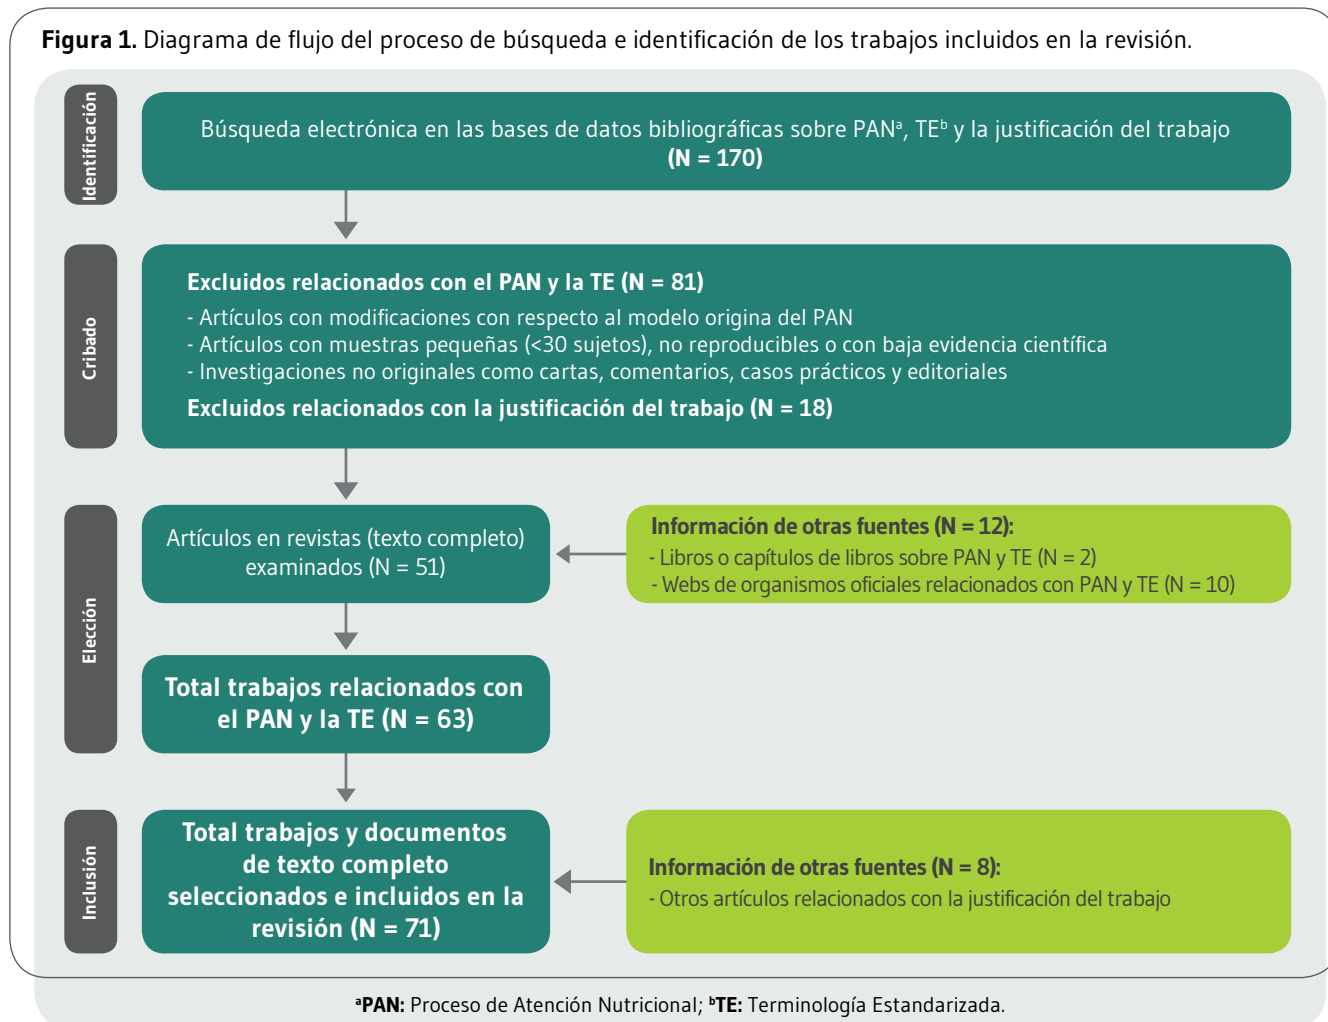 Figura 1. Diagrama de flujo del proceso de búsqueda e identificación de los trabajos incluidos en la revisión.
Identificación
Búsqueda electrónica en las bases de datos bibliográficas sobre PANª, TEᵇ y la justificación del trabajo
(N = 170)
Cribado
Excluidos relacionados con el PAN y la TE (N = 81)
- Artículos con modificaciones con respecto al modelo origina del PAN
- Artículos con muestras pequeñas (<30 sujetos), no reproducibles o con baja evidencia científica
- Investigaciones no originales como cartas, comentarios, casos prácticos y editoriales
Excluidos relacionados con la justificación del trabajo (N = 18)
Elección
Artículos en revistas (texto completo)
examinados (N = 51)
Información de otras fuentes (N = 12):
- Libros o capítulos de libros sobre PAN y TE (N = 2)
- Webs de organismos oficiales relacionados con PAN y TE (N = 10)
Total trabajos relacionados con
el PAN y la TE (N = 63)
Inclusión
Total trabajos y documentos
de texto completo
seleccionados e incluidos en la
revisión (N = 71)
Información de otras fuentes (N = 8):
- Otros artículos relacionados con la justificación del trabajo
ªPAN: Proceso de Atención Nutricional; ᵇTE: Terminología Estandarizada.